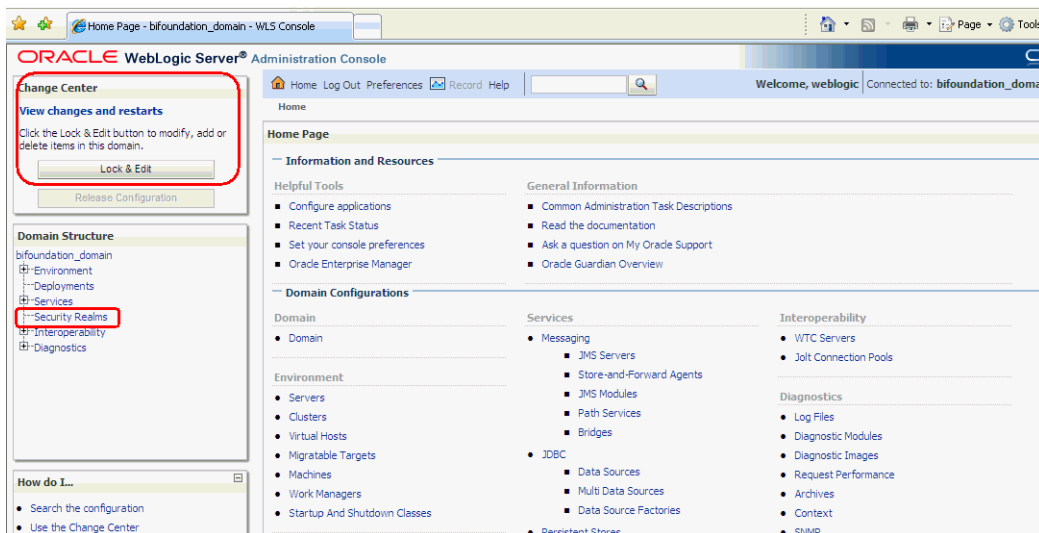 Home Page - bifoundation_domain - WLS Console
Page
Tools
ORACLE WebLogic Server® Administration Console
Change Center
View changes and restarts
Click the Lock & Edit button to modify, add or
delete items in this domain.
Lock & Edit
Release Configuration
Domain Structure
bifoundation_domain
Environment
Deployments
Services
Security Realms
Interoperability
Diagnostics
How do I...
Search the configuration
Use the Change Center
Home Log Out Preferences Record Help
Welcome, weblogic Connected to: bifoundation_doma
Home
Home Page
Information and Resources
Helpful Tools
Configure applications
Recent Task Status
Set your console preferences
Oracle Enterprise Manager
General Information
Common Administration Task Descriptions
Read the documentation
Ask a question on My Oracle Support
Oracle Guardian Overview
Domain Configurations
Domain
Domain
Environment
Servers
Clusters
Virtual Hosts
Migratable Targets
Machines
Work Managers
Startup And Shutdown Classes
Services
Messaging
JMS Servers
Store-and-Forward Agents
JMS Modules
Path Services
Bridges
JDBC
Data Sources
Multi Data Sources
Data Source Factories
Persistent Stores
Interoperability
WTC Servers
Jolt Connection Pools
Diagnostics
Log Files
Diagnostic Modules
Diagnostic Images
Request Performance
Archives
Context
SNMP